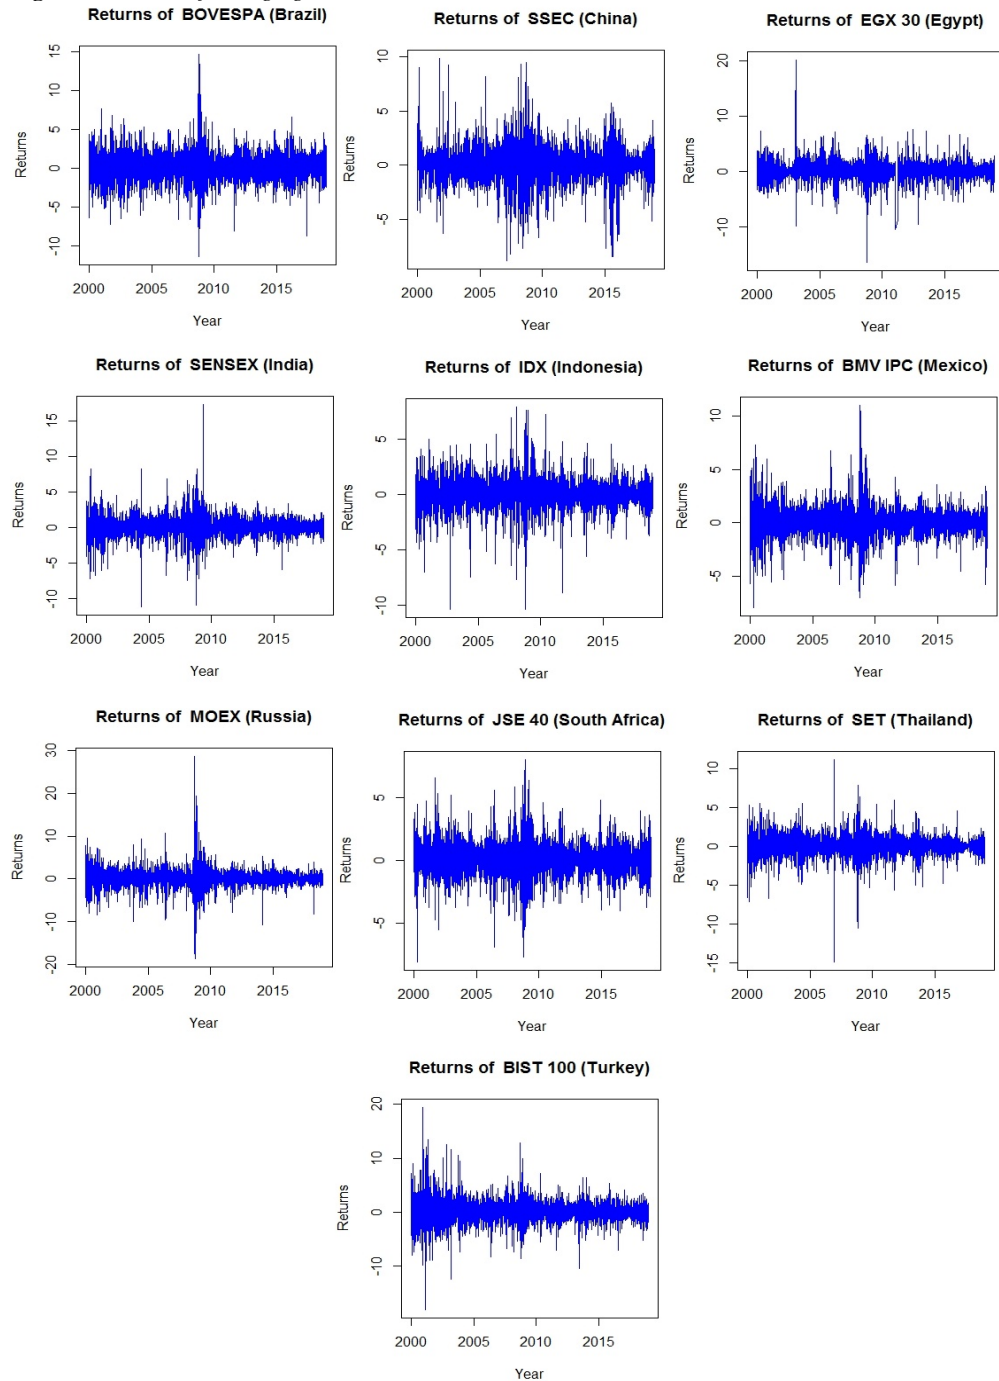 Returns of BOVESPA (Brazil)
Returns
15
10
5
0
-5
-10
2000 2005 2010 2015
Year
Returns of SSEC (China)
Returns
10
5
0
-5
2000 2005 2010 2015
Year
Returns of EGX 30 (Egypt)
Returns
20
10
0
-10
2000 2005 2010 2015
Year
Returns of SENSEX (India)
Returns
15
10
5
0
-5
-10
2000 2005 2010 2015
Year
Returns of IDX (Indonesia)
Returns
5
0
-5
-10
2000 2005 2010 2015
Year
Returns of BMV IPC (Mexico)
Returns
10
5
0
-5
2000 2005 2010 2015
Year
Returns of MOEX (Russia)
Returns
30
20
10
0
-10
-20
2000 2005 2010 2015
Year
Returns of JSE 40 (South Africa)
Returns
5
0
-5
2000 2005 2010 2015
Year
Returns of SET (Thailand)
Returns
10
5
0
-5
-10
-15
2000 2005 2010 2015
Year
Returns of BIST 100 (Turkey)
Returns
20
10
0
-10
2000 2005 2010 2015
Year